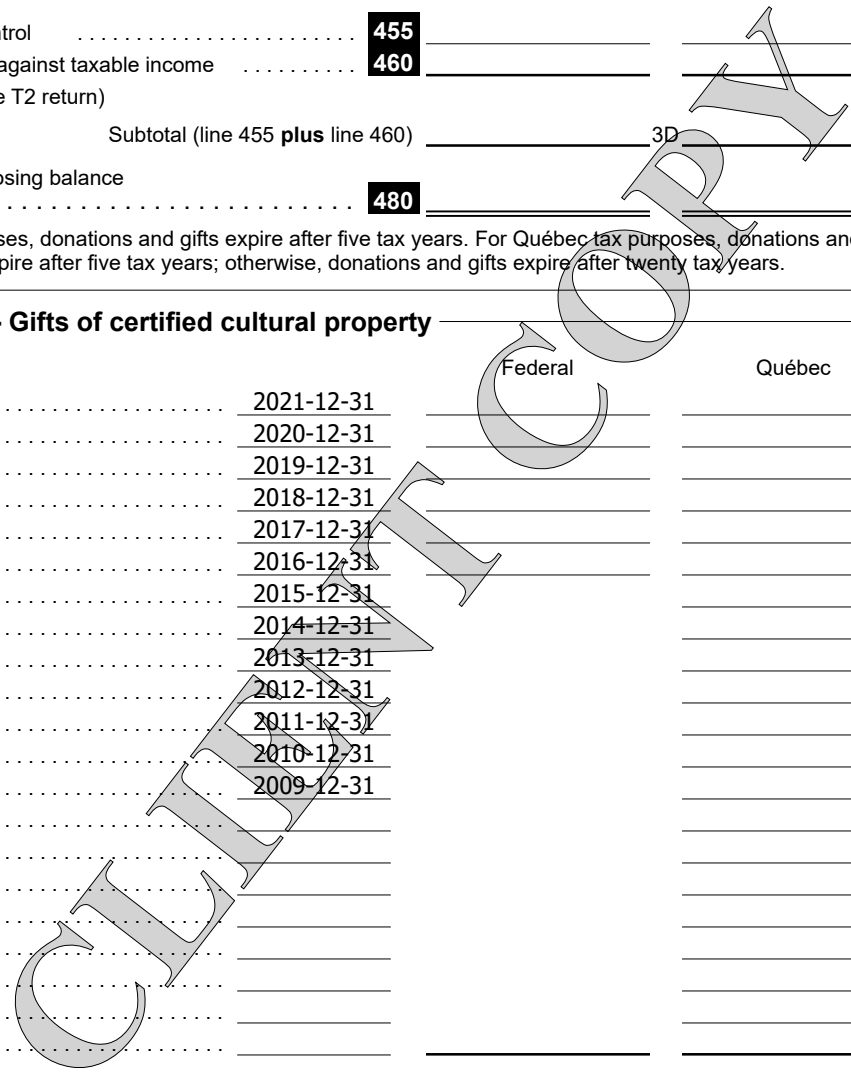 ntrol . . . . . . . . . . . . . . . . . . . . . . . . 455
against taxable income . . . . . . . . . . 460
e T2 return)
Subtotal (line 455 plus line 460) 3D
osing balance
. . . . . . . . . . . . . . . . . . . . . . . . . . . 480
ses, donations and gifts expire after five tax years. For Québec tax purposes, donations an
pire after five tax years; otherwise, donations and gifts expire after twenty tax years.
- Gifts of certified cultural property
Federal Québec
. . . . . . . . . . . . . . . . . . . 2021-12-31
. . . . . . . . . . . . . . . . . . . 2020-12-31
. . . . . . . . . . . . . . . . . . . 2019-12-31
. . . . . . . . . . . . . . . . . . . 2018-12-31
. . . . . . . . . . . . . . . . . . . 2017-12-31
. . . . . . . . . . . . . . . . . . . 2016-12-31
. . . . . . . . . . . . . . . . . . . 2015-12-31
. . . . . . . . . . . . . . . . . . . 2014-12-31
. . . . . . . . . . . . . . . . . . . 2013-12-31
. . . . . . . . . . . . . . . . . . . 2012-12-31
. . . . . . . . . . . . . . . . . . . 2011-12-31
. . . . . . . . . . . . . . . . . . . 2010-12-31
. . . . . . . . . . . . . . . . . . . 2009-12-31
CLIENT COPY